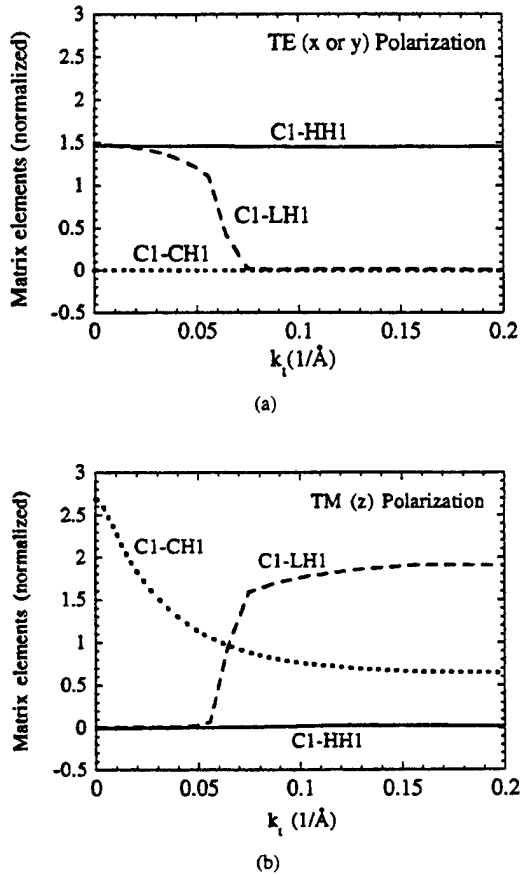 3
TE (x or y) Polarization
2.5
2
C1-HH1
1.5
1
C1-LH1
0.5
C1-CH1
0
-0.5
0 0.05 0.1 0.15 0.2
Matrix elements (normalized)
k_t(1/Å)
(a)
3
TM (z) Polarization
2.5
C1-CH1
C1-LH1
2
1.5
1
0.5
0
C1-HH1
-0.5
0 0.05 0.1 0.15 0.2
Matrix elements (normalized)
k_t (1/Å)
(b)